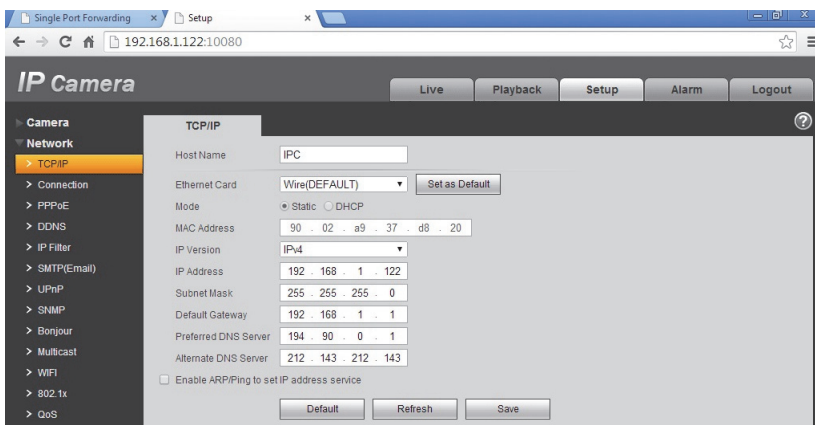 Single Port Forwarding
Setup
192.168.1.122:10080
IP Camera
Live
Playback
Setup
Alarm
Logout
Camera
Network
TCP/IP
Connection
PPPoE
DDNS
IP Filter
SMTP(Email)
UPnP
SNMP
Bonjour
Multicast
WIFI
802.1x
QoS
TCP/IP
Host Name IPC
Ethernet Card Wire(DEFAULT) Set as Default
Mode Static DHCP
MAC Address 90 . 02 . a9 . 37 . d8 . 20
IP Version IPv4
IP Address 192 . 168 . 1 . 122
Subnet Mask 255 . 255 . 255 . 0
Default Gateway 192 . 168 . 1 . 1
Preferred DNS Server 194 . 90 . 0 . 1
Alternate DNS Server 212 . 143 . 212 . 143
Enable ARP/Ping to set IP address service
Default Refresh Save